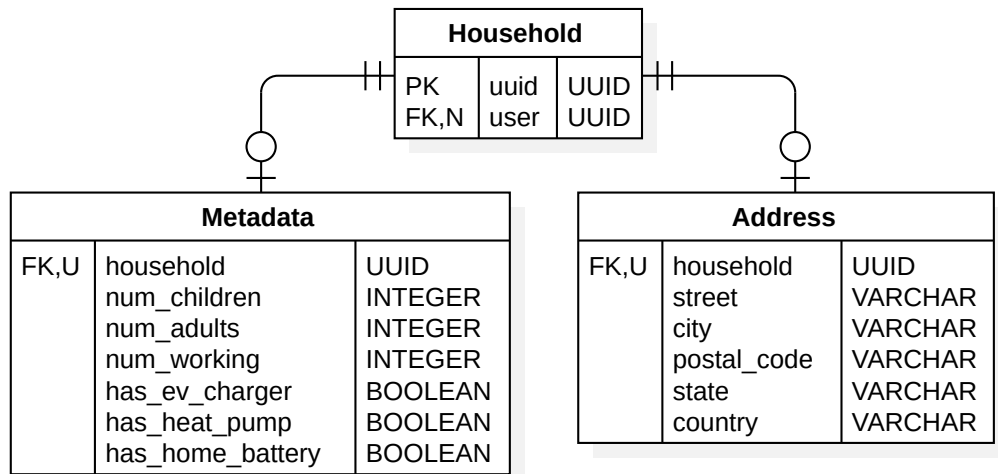 Household
PK uuid UUID
FK,N user UUID
Metadata
FK,U household UUID
num_children INTEGER
num_adults INTEGER
num_working INTEGER
has_ev_charger BOOLEAN
has_heat_pump BOOLEAN
has_home_battery BOOLEAN
Address
FK,U household UUID
street VARCHAR
city VARCHAR
postal_code VARCHAR
state VARCHAR
country VARCHAR